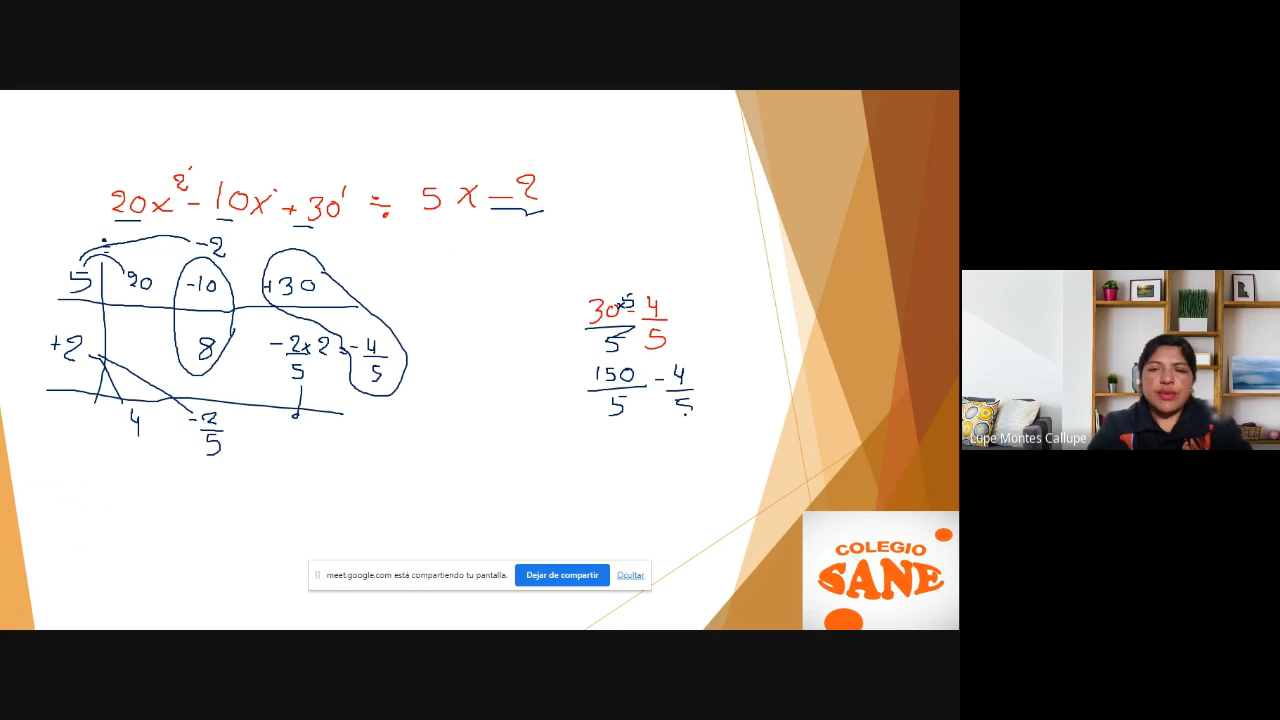 20x² - 10x + 30 ÷ 5x - 2
-2
5 20 -10 +30
+2 8 -2/5 x 2 = -4/5
4 -2/5
30x5/5 - 4/5
150/5 - 4/5
Lupe Montes Callupe
COLEGIO
SANE
meet.google.com está compartiendo tu pantalla. Dejar de compartir Ocultar